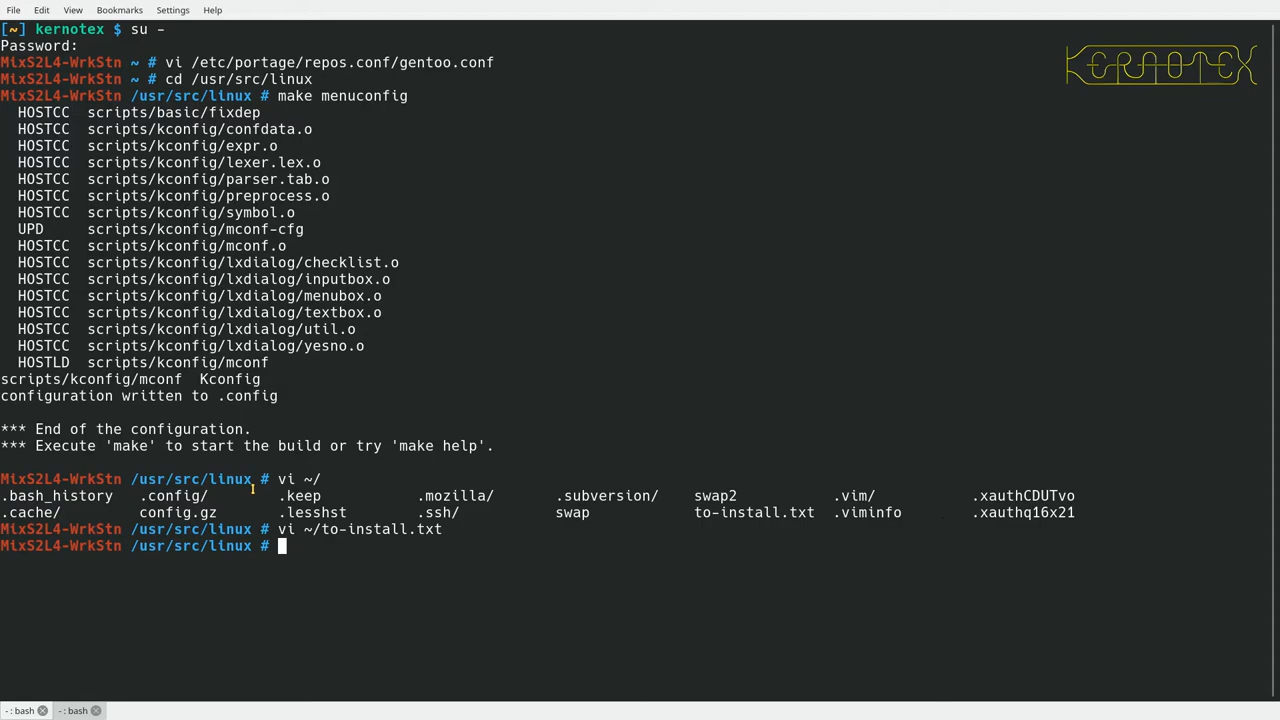 File Edit View Bookmarks Settings Help
[~] kernotex $ su -
KERNOTEX
Password:
MixS2L4-WrkStn ~ # vi /etc/portage/repos.conf/gentoo.conf
MixS2L4-WrkStn ~ # cd /usr/src/linux
MixS2L4-WrkStn /usr/src/linux # make menuconfig
HOSTCC scripts/basic/fixdep
HOSTCC scripts/kconfig/confdata.o
HOSTCC scripts/kconfig/expr.o
HOSTCC scripts/kconfig/lexer.lex.o
HOSTCC scripts/kconfig/parser.tab.o
HOSTCC scripts/kconfig/preprocess.o
HOSTCC scripts/kconfig/symbol.o
UPD scripts/kconfig/mconf-cfg
HOSTCC scripts/kconfig/mconf.o
HOSTCC scripts/kconfig/lxdialog/checklist.o
HOSTCC scripts/kconfig/lxdialog/inputbox.o
HOSTCC scripts/kconfig/lxdialog/menubox.o
HOSTCC scripts/kconfig/lxdialog/textbox.o
HOSTCC scripts/kconfig/lxdialog/util.o
HOSTCC scripts/kconfig/lxdialog/yesno.o
HOSTLD scripts/kconfig/mconf
scripts/kconfig/mconf Kconfig
configuration written to .config
*** End of the configuration.
*** Execute 'make' to start the build or try 'make help'.
MixS2L4-WrkStn /usr/src/linux # vi ~/
.bash_history .config/ .keep .mozilla/ .subversion/ swap2 .vim/ .xauthCDUTvo
.cache/ config.gz .lesshst .ssh/ swap to-install.txt .viminfo .xauthq16x21
MixS2L4-WrkStn /usr/src/linux # vi ~/to-install.txt
MixS2L4-WrkStn /usr/src/linux #
- : bash - : bash